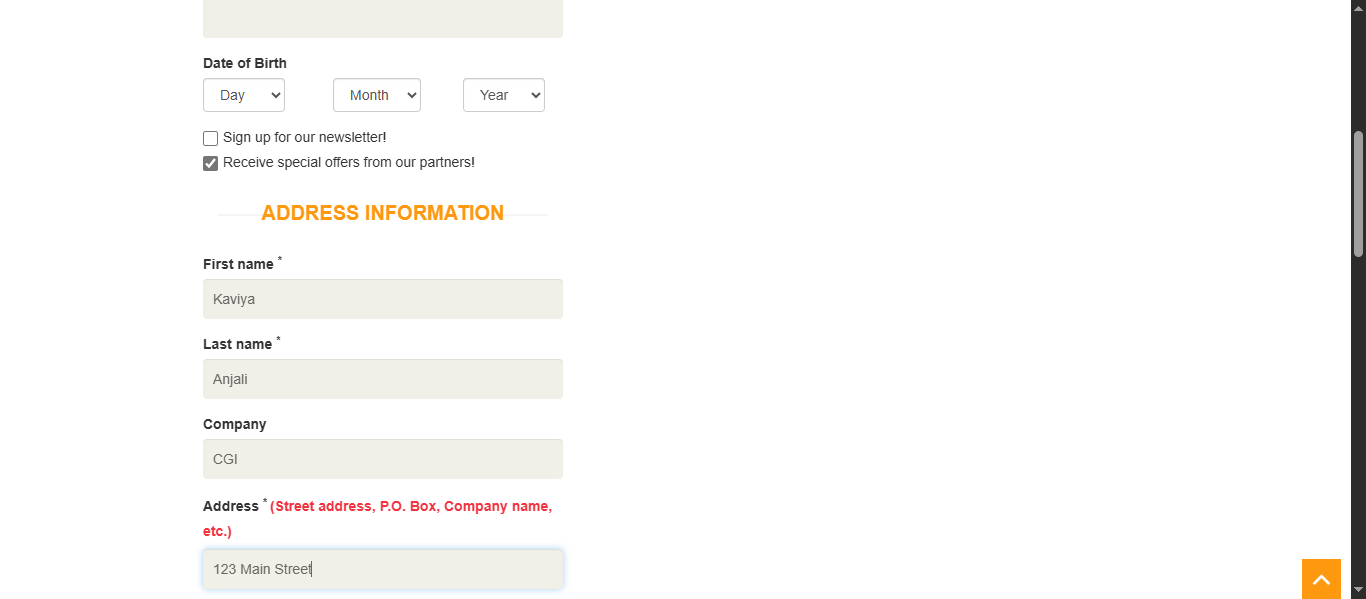 Date of Birth
Day Month Year
Sign up for our newsletter!
Receive special offers from our partners!
ADDRESS INFORMATION
First name *
Kaviya
Last name *
Anjali
Company
CGI
Address * (Street address, P.O. Box, Company name,
etc.)
123 Main Street